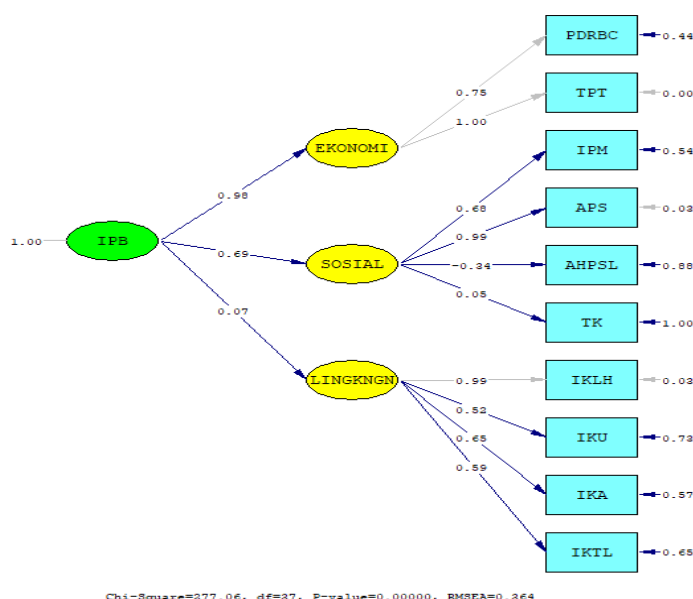 PDRBC 0.44
0.75
TPT 0.00
1.00
EKONOMI
IPM 0.54
0.98
0.68
APS 0.03
0.99
1.00 IPB
0.69
SOSIAL
-0.34
AHPSL 0.88
0.05
TK 1.00
0.07
LINGKNGN
0.99
IKLH 0.03
0.52
IKU 0.73
0.65
0.59
IKA 0.57
IKTL 0.65
Chi-Square=277.06, df=37, P-value=0.00000, RMSEA=0.364